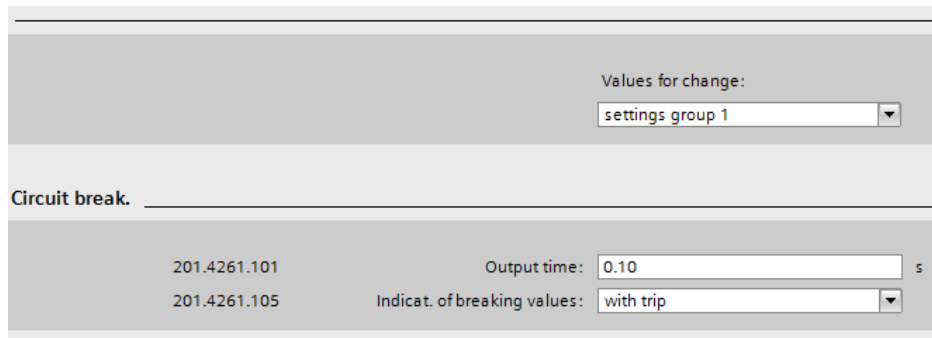 Values for change:
settings group 1
Circuit break.
201.4261.101 Output time: 0.10 s
201.4261.105 Indicat. of breaking values: with trip